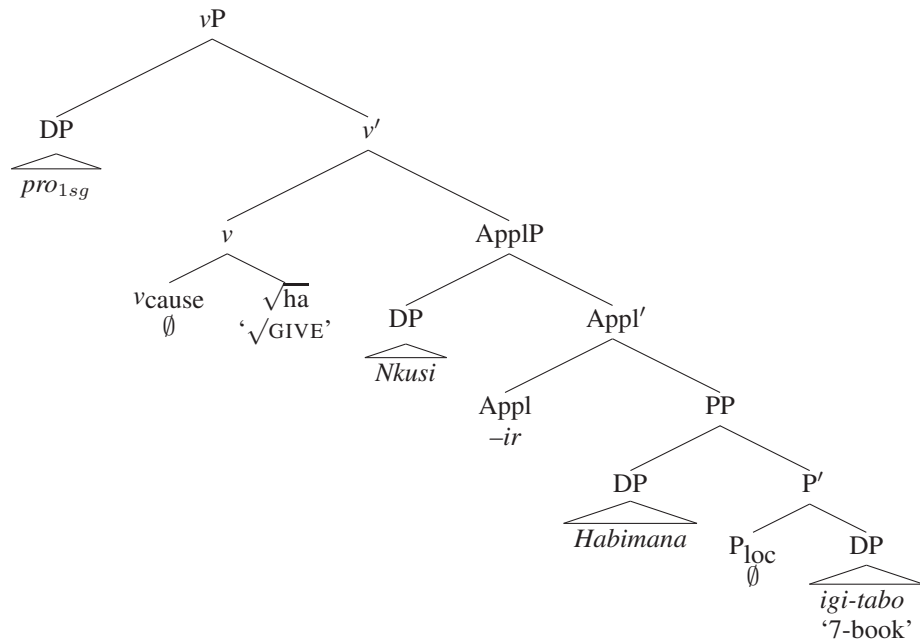 vP
DP
v′
pro₁sg
v
ApplP
vcause
√ha
DP
Appl′
∅
‘√GIVE’
Nkusi
Appl
PP
–ir
DP
P′
Habimana
Ploc
DP
∅
igi-tabo
‘7-book’